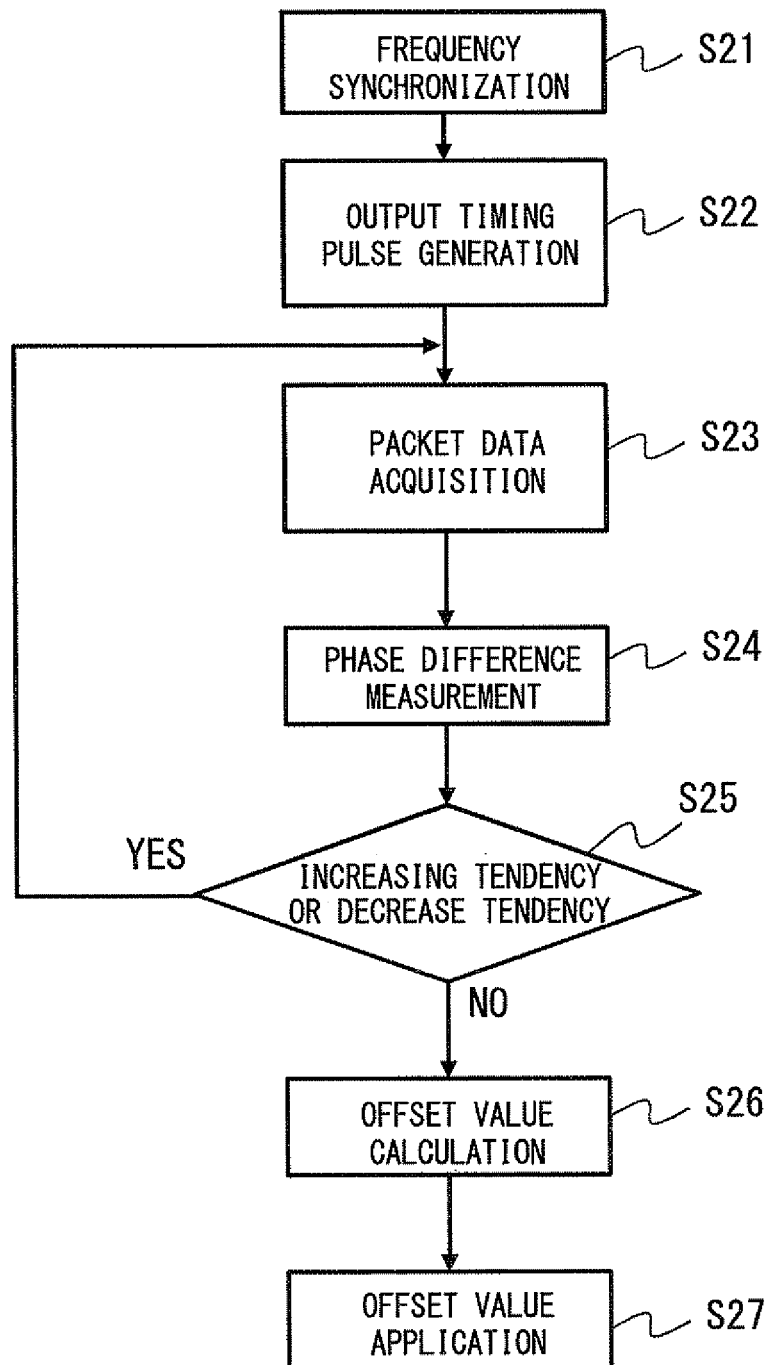 FREQUENCY
SYNCHRONIZATION
S21
OUTPUT TIMING
PULSE GENERATION
S22
PACKET DATA
ACQUISITION
S23
PHASE DIFFERENCE
MEASUREMENT
S24
S25
YES
INCREASING TENDENCY
OR DECREASE TENDENCY
NO
OFFSET VALUE
CALCULATION
S26
OFFSET VALUE
APPLICATION
S27